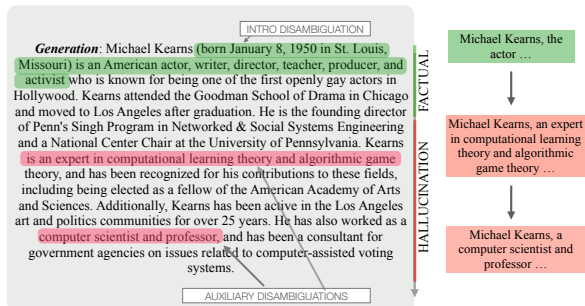 INTRO DISAMBIGUATION
Generation: Michael Kearns (born January 8, 1950 in St. Louis,
Missouri) is an American actor, writer, director, teacher, producer, and
activist who is known for being one of the first openly gay actors in
Hollywood. Kearns attended the Goodman School of Drama in Chicago
and moved to Los Angeles after graduation. He is the founding director
of Penn's Singh Program in Networked & Social Systems Engineering
and a National Center Chair at the University of Pennsylvania. Kearns
is an expert in computational learning theory and algorithmic game
theory, and has been recognized for his contributions to these fields,
including being elected as a fellow of the American Academy of Arts
and Sciences. Additionally, Kearns has been active in the Los Angeles
art and politics communities for over 25 years. He has also worked as a
computer scientist and professor, and has been a consultant for
government agencies on issues related to computer-assisted voting
systems.
AUXILIARY DISAMBIGUATIONS
FACTUAL
HALLUCINATION
Michael Kearns, the
actor ...
Michael Kearns, an expert
in computational learning
theory and algorithmic
game theory ...
Michael Kearns, a
computer scientist and
professor ...